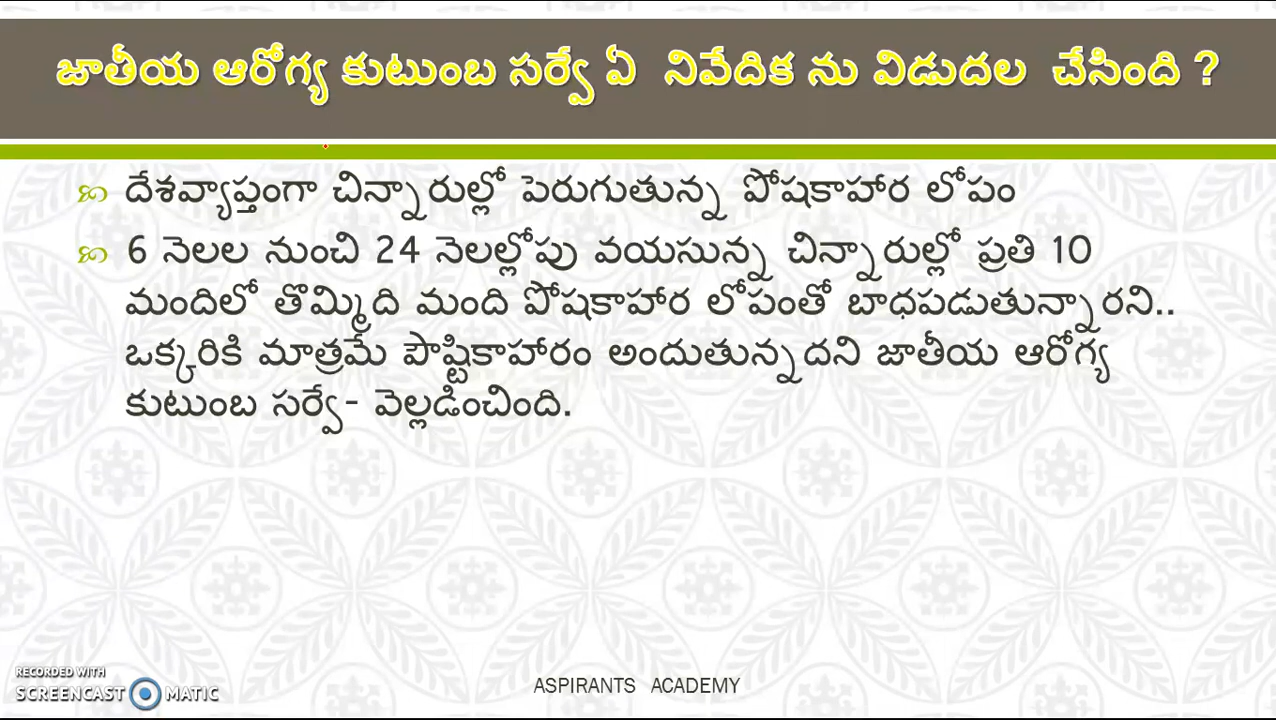 జాతీయ ఆరోగ్య కుటుంబ సర్వే ఏ నివేదిక ను విడుదల చేసింది ?
దేశవ్యాప్తంగా చిన్నారుల్లో పెరుగుతున్న పోషకాహార లోపం
6 నెలల నుంచి 24 నెలల్లోపు వయసున్న చిన్నారుల్లో ప్రతి 10
మందిలో తొమ్మిది మంది పోషకాహార లోపంతో బాధపడుతున్నారని..
ఒక్కరికి మాత్రమే పౌష్టికాహారం అందుతున్నదని జాతీయ ఆరోగ్య
కుటుంబ సర్వే- వెల్లడించింది.
RECORDED WITH
SCREENCAST MATIC
ASPIRANTS ACADEMY